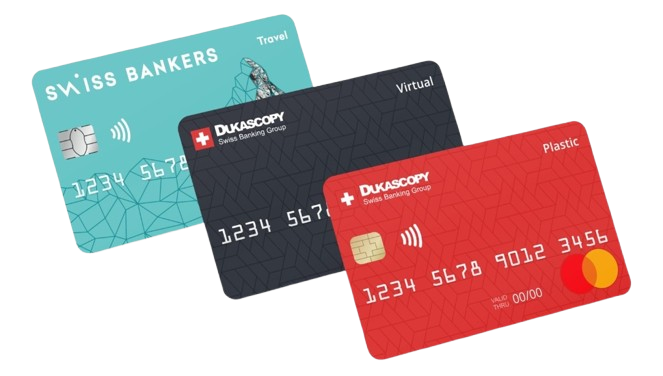 SWISS BANKERS
Travel
1234 5678
DUKASCOPY
Swiss Banking Group
Virtual
1234 567
DUKASCOPY
Swiss Banking Group
Plastic
1234 5678 9012 3456
VALID
THRU 00/00